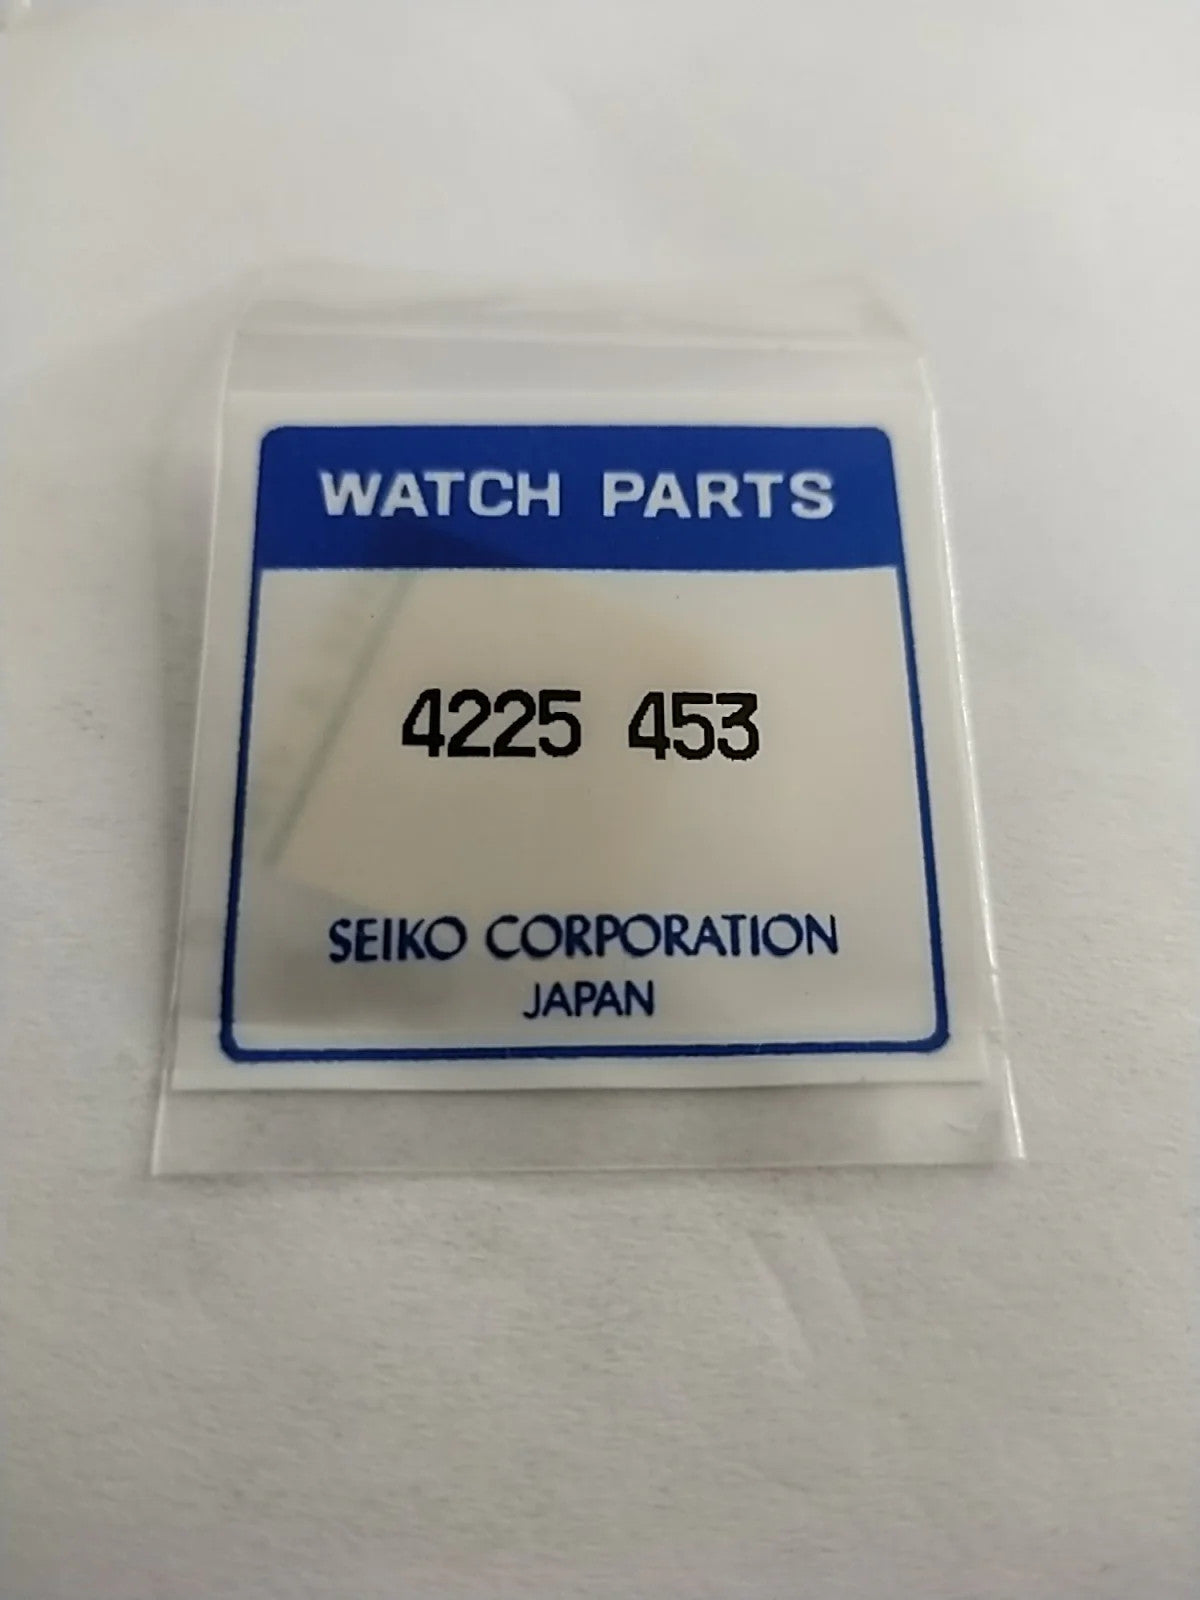 WATCH PARTS
4225 453
SEIKO CORPORATION
JAPAN